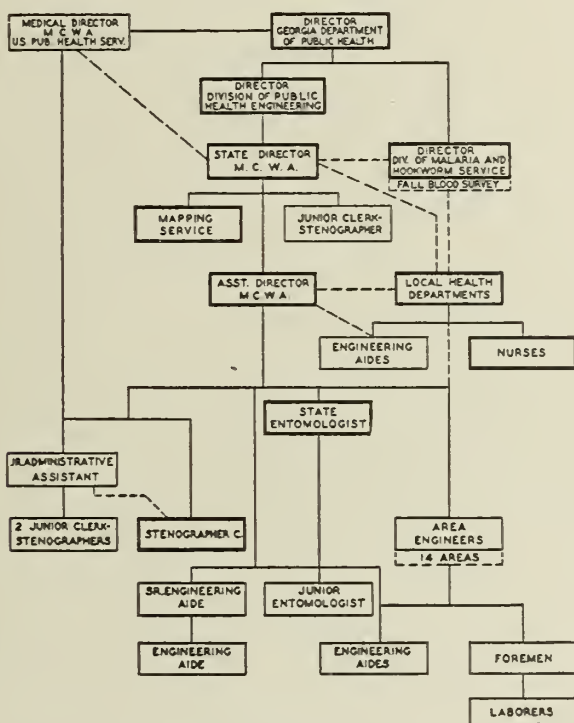 MEDICAL DIRECTOR
M C W A
U.S. PUB. HEALTH SERV.
DIRECTOR
GEORGIA DEPARTMENT
OF PUBLIC HEALTH
DIRECTOR
DIVISION OF PUBLIC
HEALTH ENGINEERING
STATE DIRECTOR
M. C. W. A.
DIRECTOR
DIV. OF MALARIA AND
HOOKWORM SERVICE
FALL BLOOD SURVEY
MAPPING
SERVICE
JUNIOR CLERK-
STENOGRAPHER
ASST. DIRECTOR
M C W A.
LOCAL HEALTH
DEPARTMENTS
ENGINEERING
AIDES
NURSES
STATE
ENTOMOLOGIST
JR. ADMINISTRATIVE
ASSISTANT
2 JUNIOR CLERK-
STENOGRAPHERS
STENOGRAPHER C.
AREA
ENGINEERS
14 AREAS
SR. ENGINEERING
AIDE
JUNIOR
ENTOMOLOGIST
ENGINEERING
AIDE
ENGINEERING
AIDES
FOREMEN
LABORERS